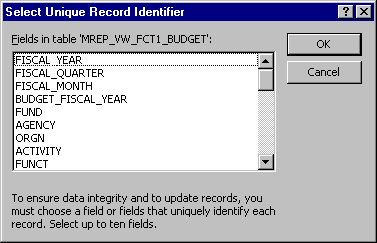 Select Unique Record Identifier
Fields in table 'MREP_VW_FCT1_BUDGET':
OK
Cancel
FISCAL_YEAR
FISCAL_QUARTER
FISCAL_MONTH
BUDGET_FISCAL_YEAR
FUND
AGENCY
ORGN
ACTIVITY
FUNCT
To ensure data integrity and to update records, you
must choose a field or fields that uniquely identify each
record. Select up to ten fields.